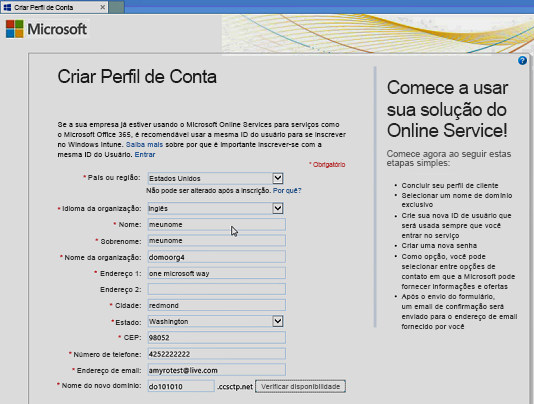 Criar Perfil de Conta
Microsoft
Criar Perfil de Conta
Se a sua empresa já estiver usando o Microsoft Online Services para serviços como
o Microsoft Office 365, é recomendável usar a mesma ID do usuário para se inscrever
no Windows Intune. Saiba mais sobre por que é importante inscrever-se com a
mesma ID do Usuário. Entrar
* Obrigatório
* País ou região: Estados Unidos
Não pode ser alterado após a inscrição. Por quê?
* Idioma da organização: Inglês
* Nome: meunome
* Sobrenome: meunome
* Nome da organização: domoorg4
* Endereço 1: one microsoft way
Endereço 2:
* Cidade: redmond
* Estado: Washington
* CEP: 98052
* Número de telefone: 4252222222
* Endereço de email: amyrotest@live.com
* Nome do novo domínio: do101010 .ccsctp.net Verificar disponibilidade
?
Comece a usar
sua solução do
Online Service!
Comece agora ao seguir estas
etapas simples:
• Concluir seu perfil de cliente
• Selecionar um nome de domínio
exclusivo
• Crie sua nova ID de usuário que
será usada sempre que você
entrar no serviço
• Criar uma nova senha
• Como opção, você pode
selecionar entre opções de
contato em que a Microsoft pode
fornecer informações e ofertas
• Após o envio do formulário,
um email de confirmação será
enviado para o endereço de email
fornecido por você